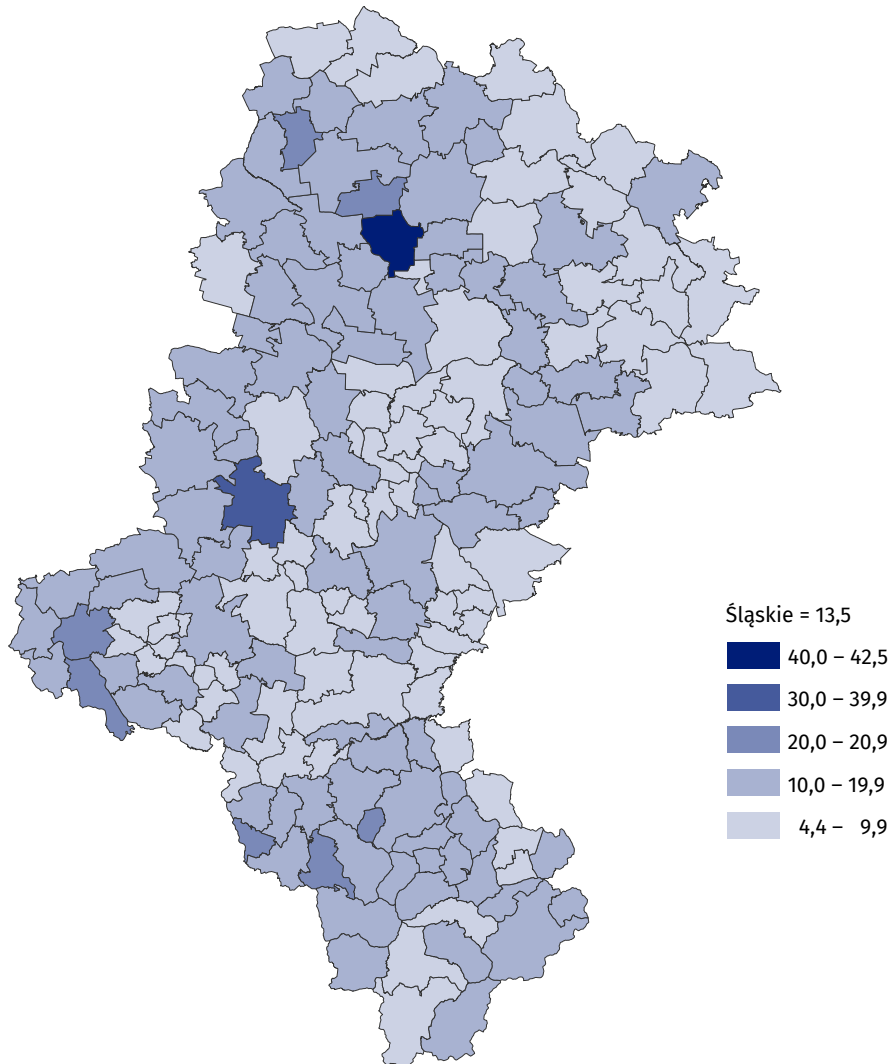 Śląskie = 13,5
40,0 – 42,5
30,0 – 39,9
20,0 – 20,9
10,0 – 19,9
4,4 – 9,9